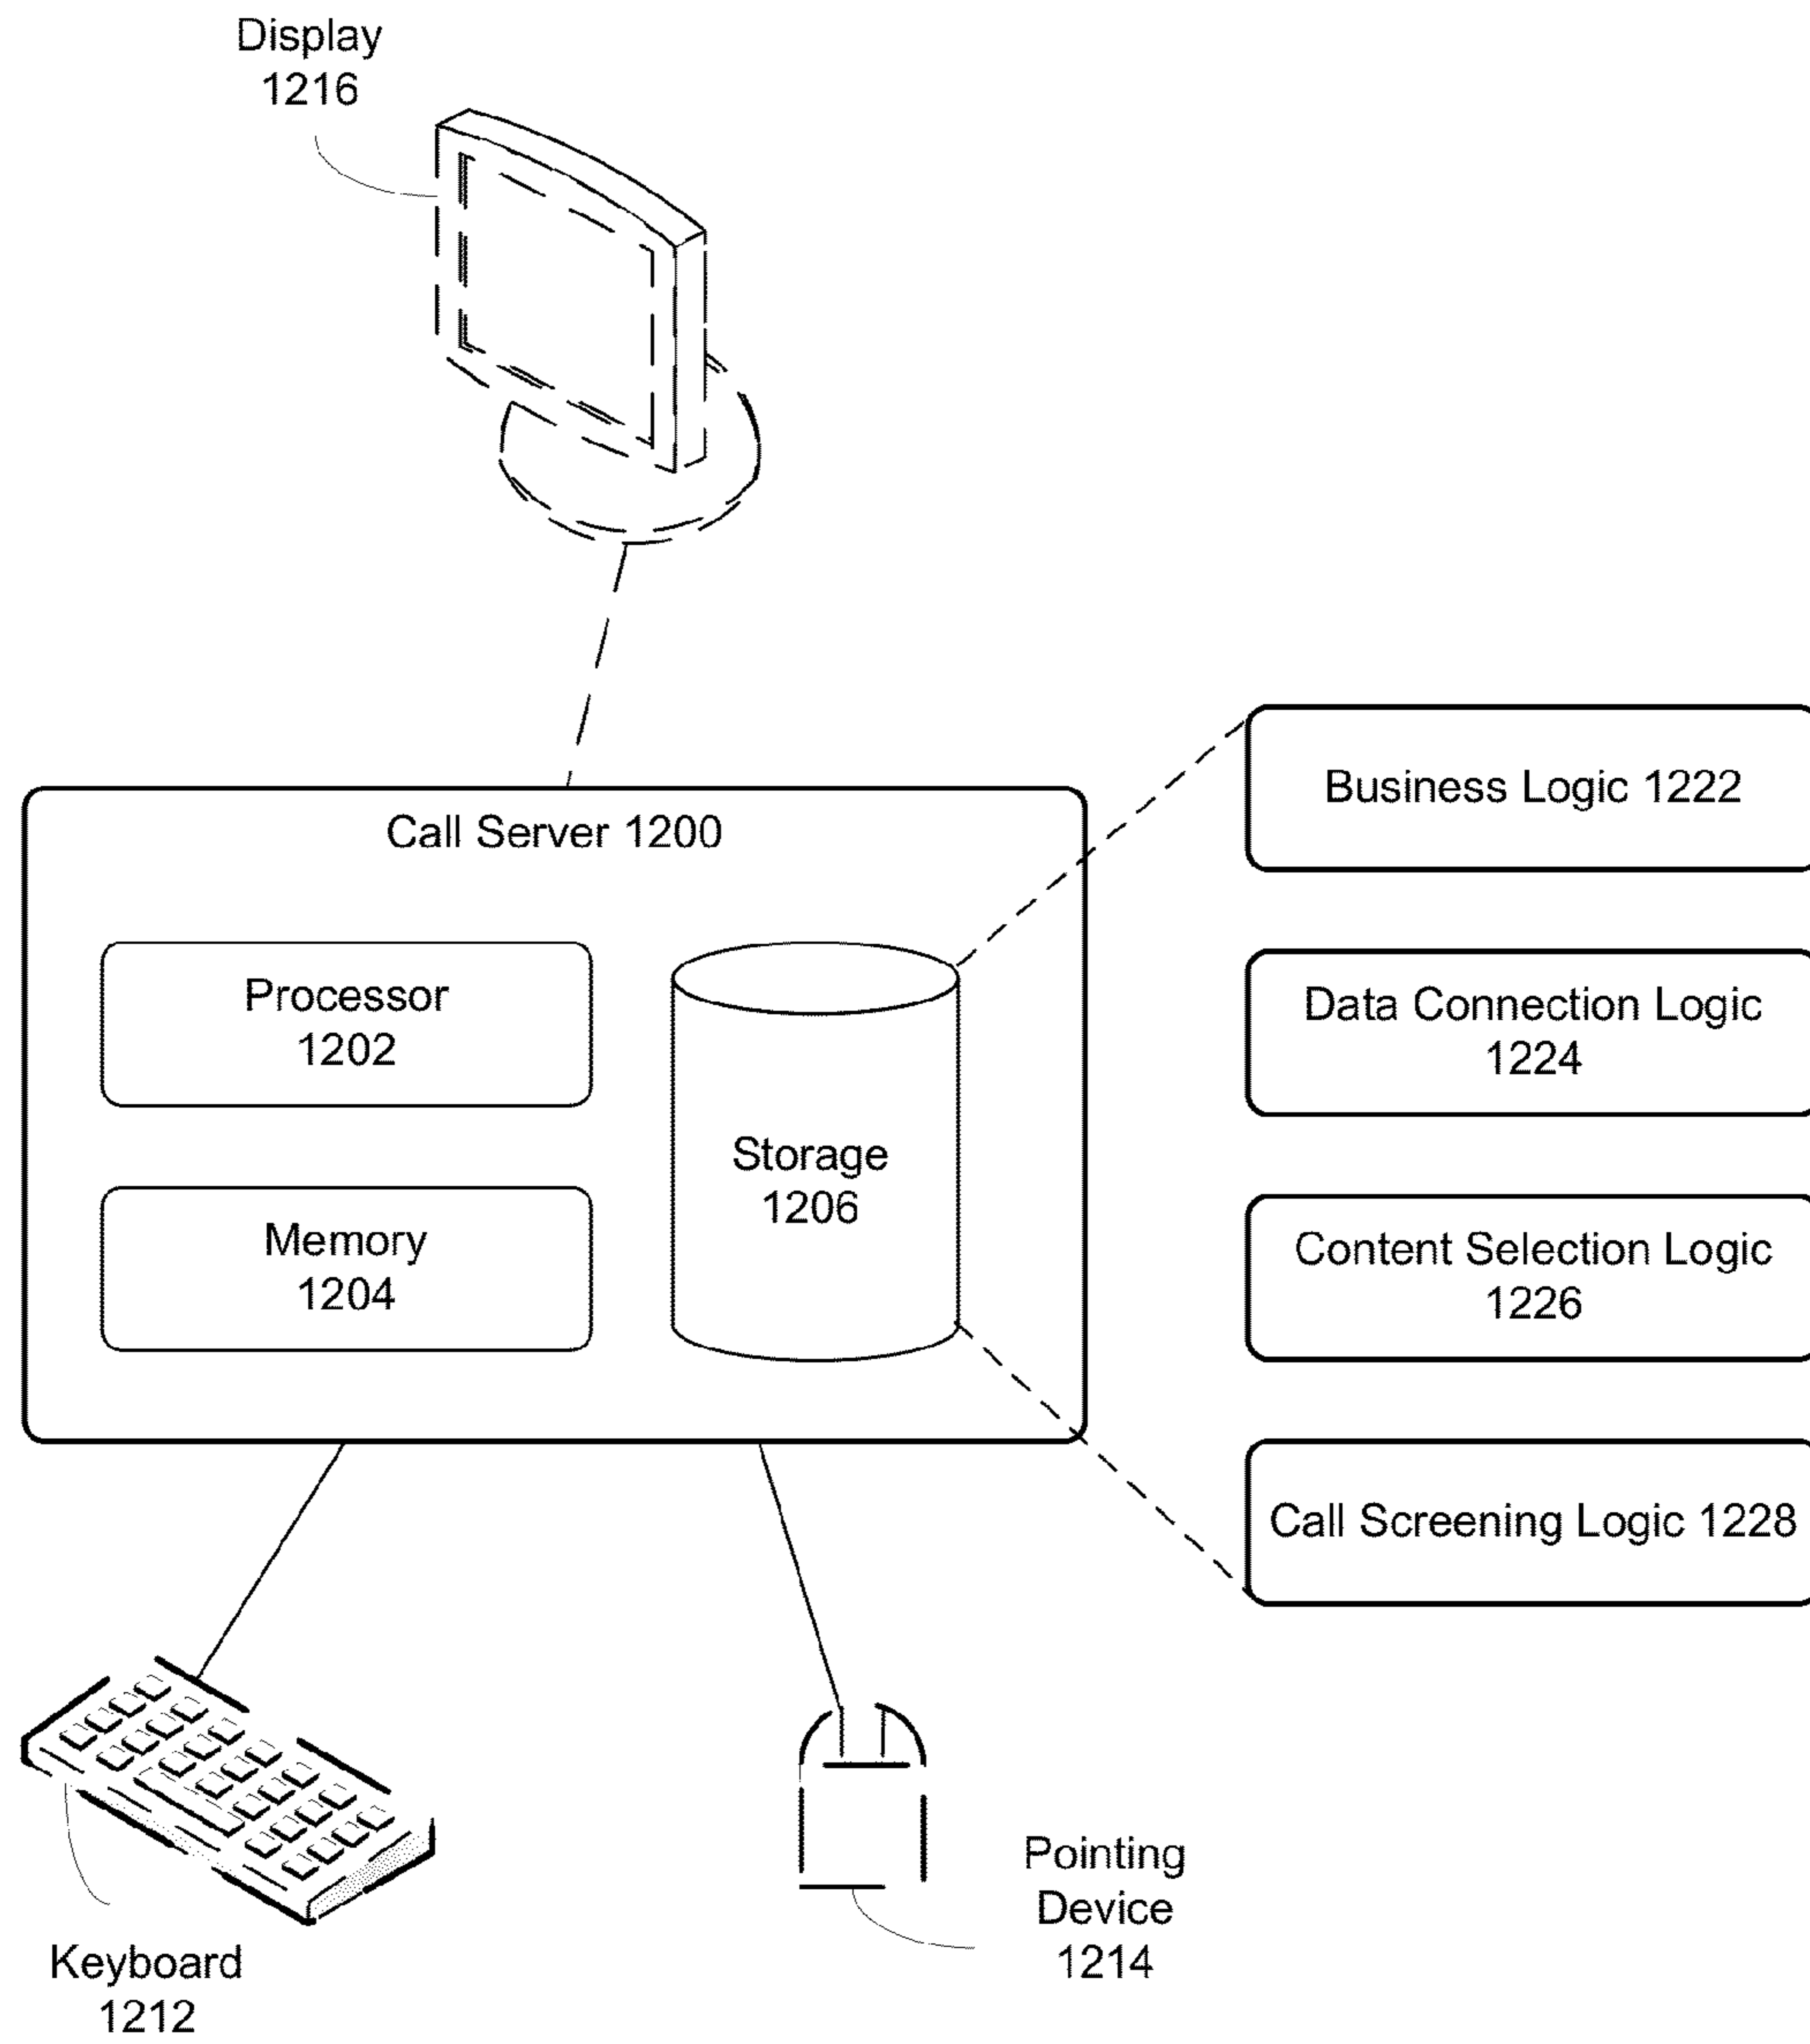 Display
1216
Call Server 1200
Processor
1202
Memory
1204
Storage
1206
Business Logic 1222
Data Connection Logic
1224
Content Selection Logic
1226
Call Screening Logic 1228
Keyboard
1212
Pointing
Device
1214